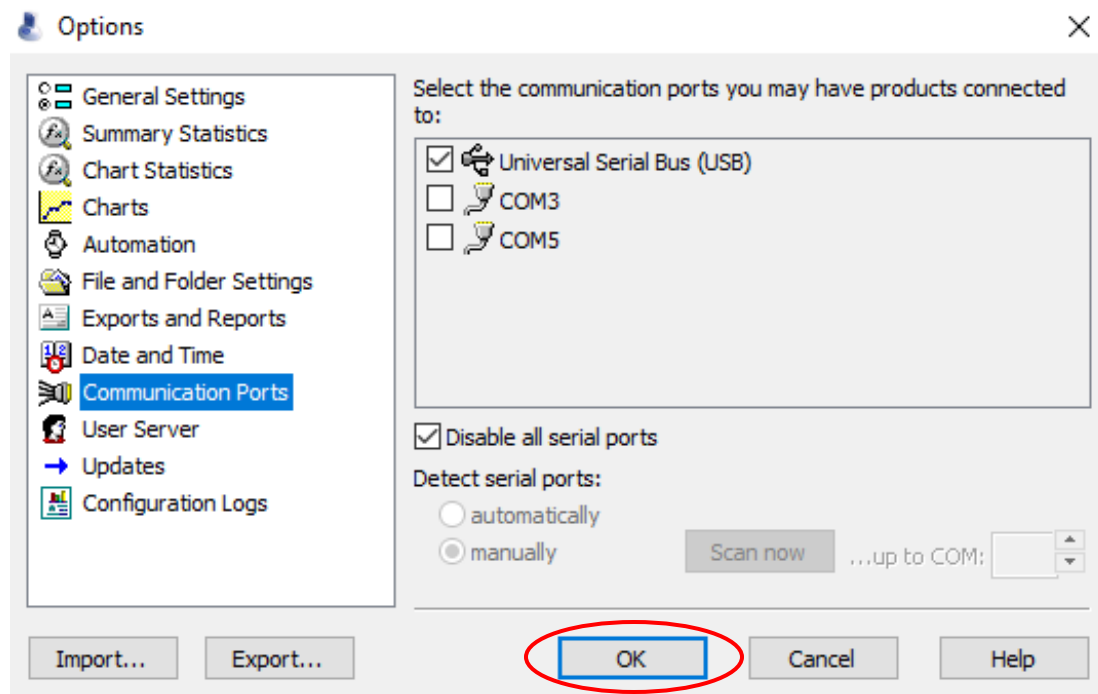 Options
General Settings
Summary Statistics
Chart Statistics
Charts
Automation
File and Folder Settings
Exports and Reports
Date and Time
Communication Ports
User Server
Updates
Configuration Logs
Select the communication ports you may have products connected
to:
Universal Serial Bus (USB)
COM3
COM5
Disable all serial ports
Detect serial ports:
automatically
manually
Scan now
...up to COM:
Import...
Export...
OK
Cancel
Help